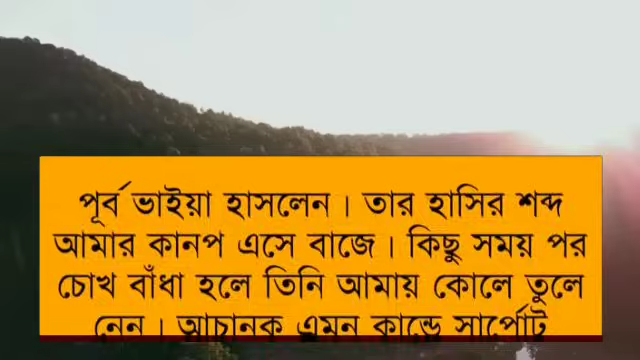 পূর্ব ভাইয়া হাসলেন। তার হাসির শব্দ
আমার কানপ এসে বাজে। কিছু সময় পর
চোখ বাঁধা হলে তিনি আমায় কোলে তুলে
নেন। আচানক এমন কান্ডে সার্পোট